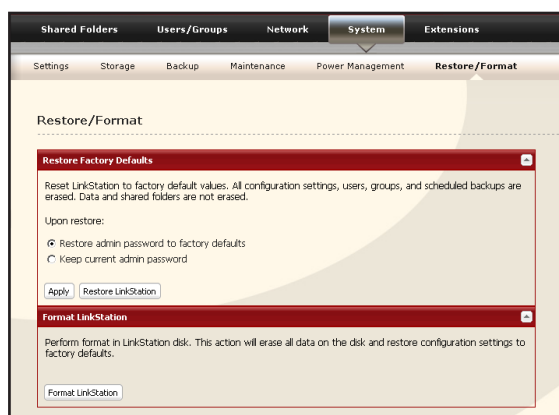 Shared Folders Users/Groups Network System Extensions
Settings Storage Backup Maintenance Power Management Restore/Format
Restore/Format
Restore Factory Defaults
Reset LinkStation to factory default values. All configuration settings, users, groups, and scheduled backups are
erased. Data and shared folders are not erased.
Upon restore:
Restore admin password to factory defaults
Keep current admin password
Apply Restore LinkStation
Format LinkStation
Perform format in LinkStation disk. This action will erase all data on the disk and restore configuration settings to
factory defaults.
Format LinkStation